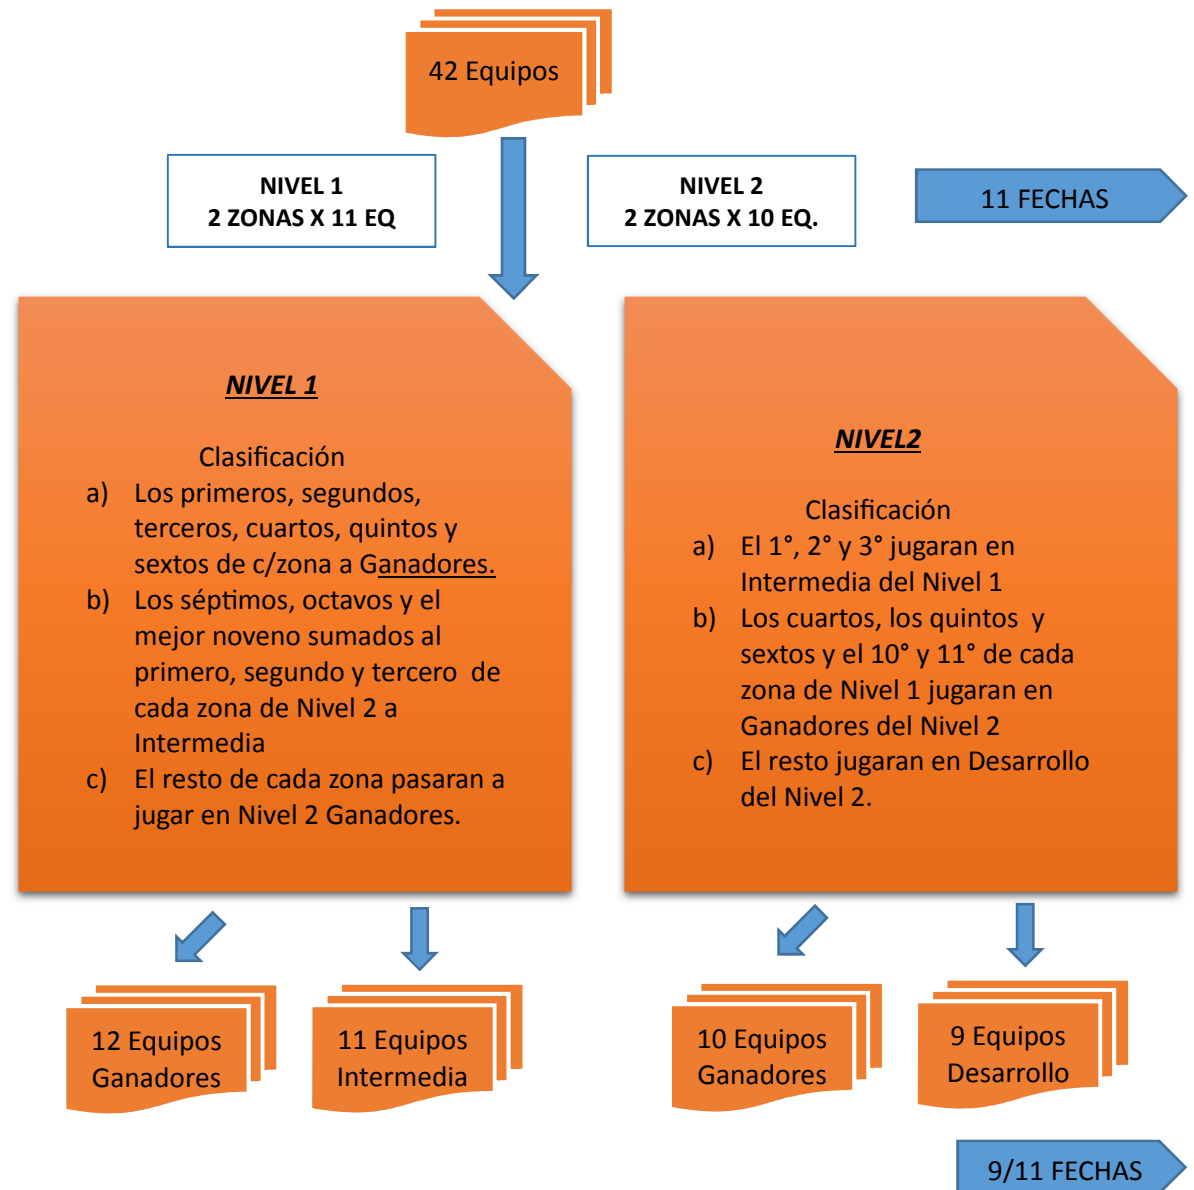 42 Equipos
NIVEL 1
2 ZONAS X 11 EQ
NIVEL 2
2 ZONAS X 10 EQ.
11 FECHAS
NIVEL 1
Clasificación
a) Los primeros, segundos,
terceros, cuartos, quintos y
sextos de c/zona a Ganadores.
b) Los séptimos, octavos y el
mejor noveno sumados al
primero, segundo y tercero de
cada zona de Nivel 2 a
Intermedia
c) El resto de cada zona pasaran a
jugar en Nivel 2 Ganadores.
NIVEL2
Clasificación
a) El 1°, 2° y 3° jugaran en
Intermedia del Nivel 1
b) Los cuartos, los quintos y
sextos y el 10° y 11° de cada
zona de Nivel 1 jugaran en
Ganadores del Nivel 2
c) El resto jugaran en Desarrollo
del Nivel 2.
12 Equipos
Ganadores
11 Equipos
Intermedia
10 Equipos
Ganadores
9 Equipos
Desarrollo
9/11 FECHAS